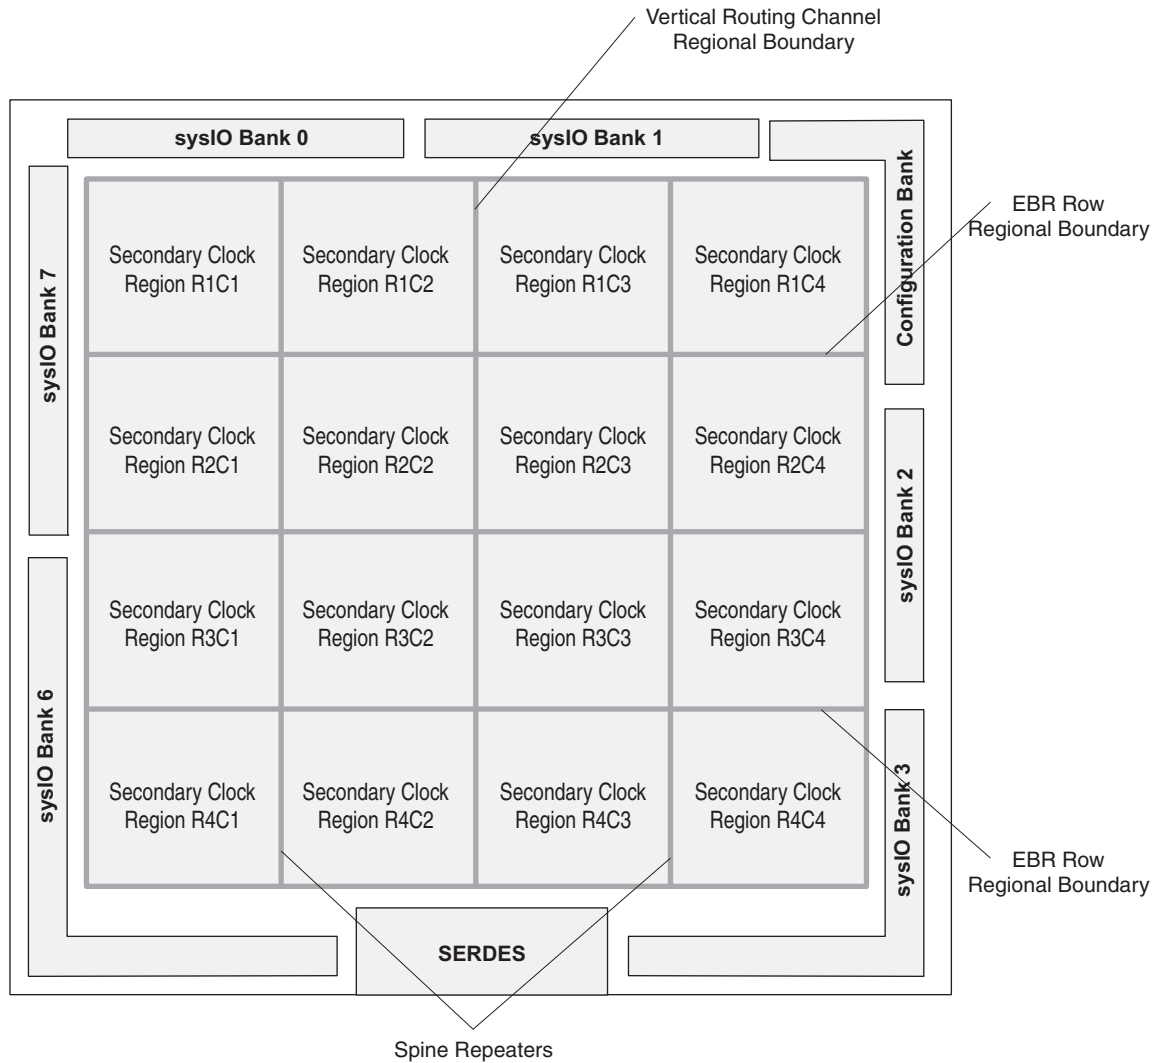 Vertical Routing Channel
Regional Boundary
sysIO Bank 0
sysIO Bank 1
Configuration Bank
EBR Row
Regional Boundary
sysIO Bank 7
Secondary Clock
Region R1C1
Secondary Clock
Region R1C2
Secondary Clock
Region R1C3
Secondary Clock
Region R1C4
Secondary Clock
Region R2C1
Secondary Clock
Region R2C2
Secondary Clock
Region R2C3
Secondary Clock
Region R2C4
sysIO Bank 2
Secondary Clock
Region R3C1
Secondary Clock
Region R3C2
Secondary Clock
Region R3C3
Secondary Clock
Region R3C4
sysIO Bank 6
Secondary Clock
Region R4C1
Secondary Clock
Region R4C2
Secondary Clock
Region R4C3
Secondary Clock
Region R4C4
sysIO Bank 3
EBR Row
Regional Boundary
SERDES
Spine Repeaters